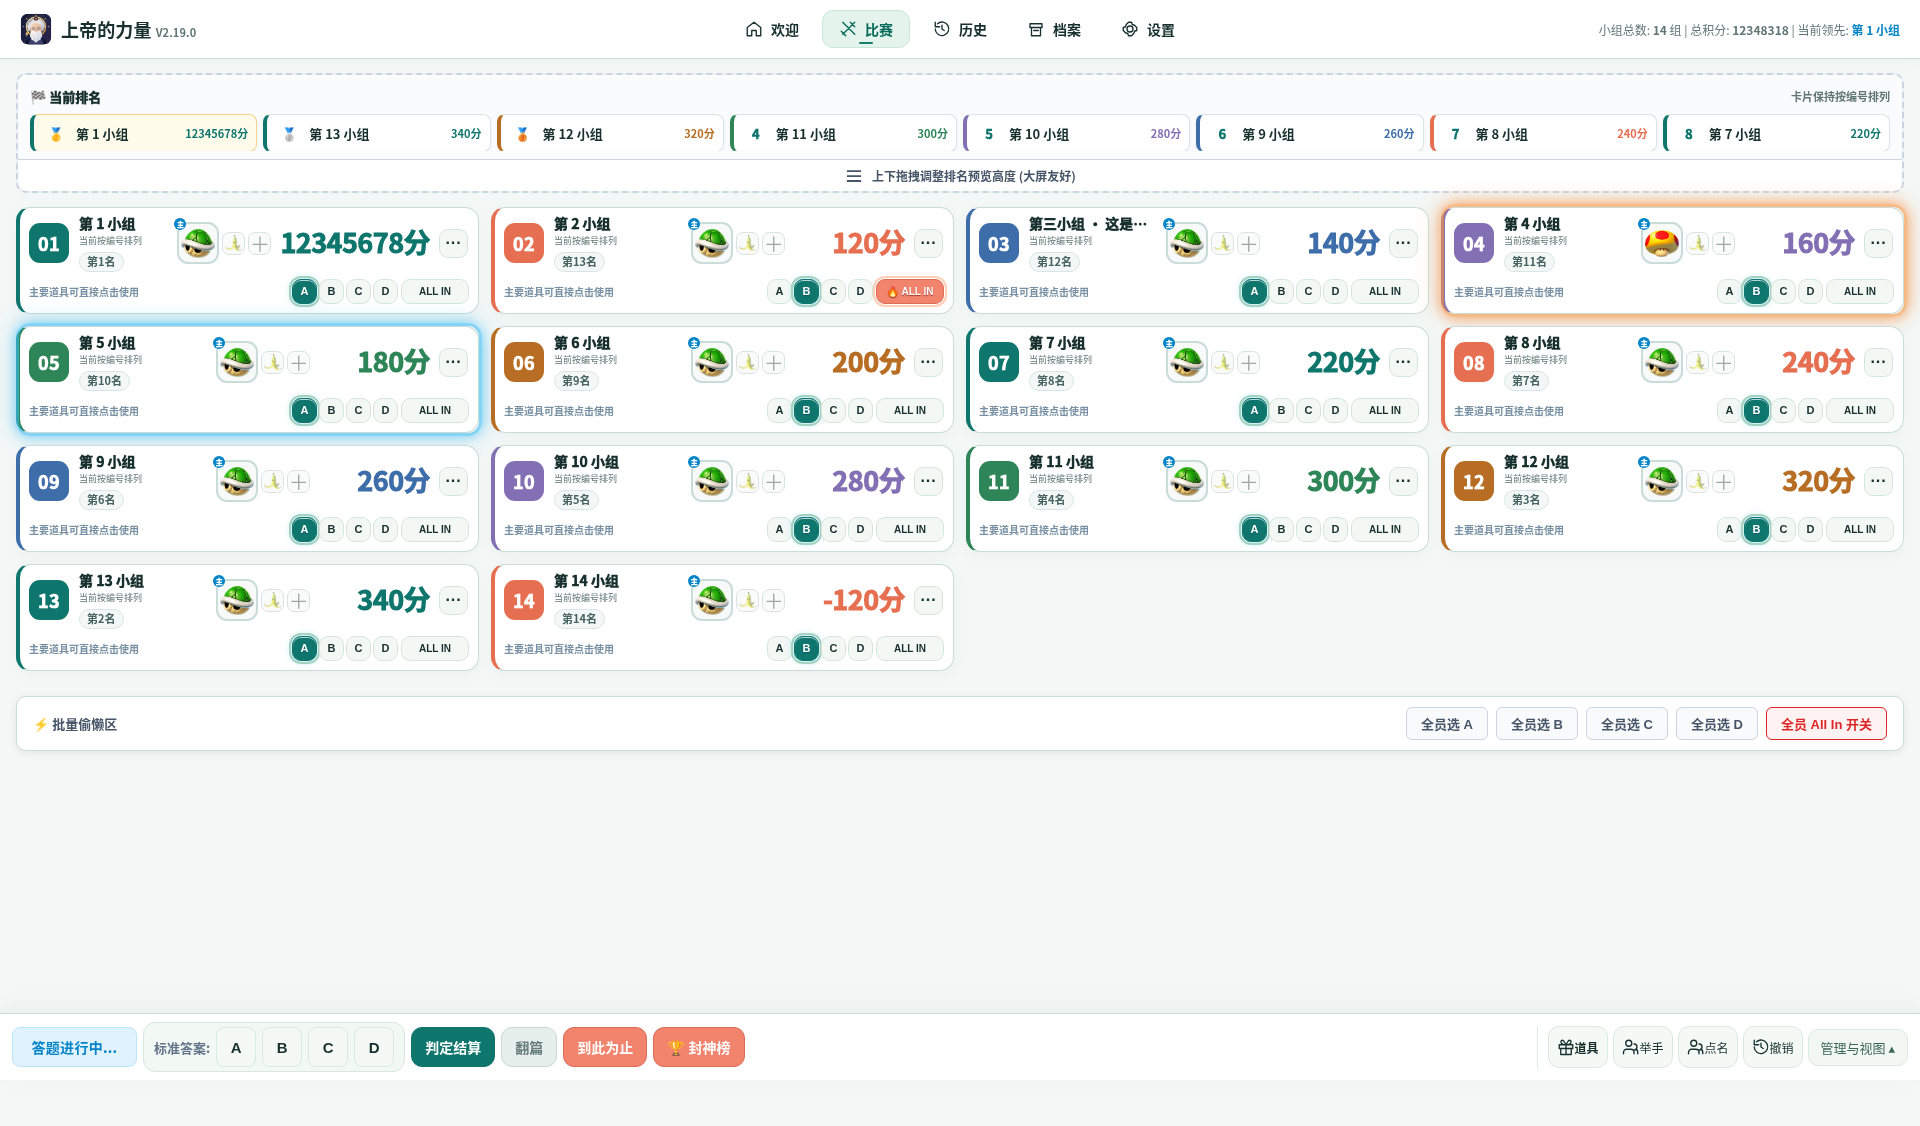 上帝的力量 V2.19.0
欢迎 比赛 历史 档案 设置
小组总数: 14 组 | 总积分: 12348318 | 当前领先: 第 1 小组
🏁 当前排名
卡片保持按编号排列
🥇 第 1 小组 12345678分
🥈 第 13 小组 340分
🥉 第 12 小组 320分
4 第 11 小组 300分
5 第 10 小组 280分
6 第 9 小组 260分
7 第 8 小组 240分
8 第 7 小组 220分
上下拖拽调整排名预览高度 (大屏友好)
01 第 1 小组 当前按编号排列 第1名 主 12345678分 ···
主要道具可直接点击使用 A B C D ALL IN
02 第 2 小组 当前按编号排列 第13名 主 120分 ···
主要道具可直接点击使用 A B C D 🔥 ALL IN
03 第三小组 · 这是··· 当前按编号排列 第12名 主 140分 ···
主要道具可直接点击使用 A B C D ALL IN
04 第 4 小组 当前按编号排列 第11名 主 160分 ···
主要道具可直接点击使用 A B C D ALL IN
05 第 5 小组 当前按编号排列 第10名 主 180分 ···
主要道具可直接点击使用 A B C D ALL IN
06 第 6 小组 当前按编号排列 第9名 主 200分 ···
主要道具可直接点击使用 A B C D ALL IN
07 第 7 小组 当前按编号排列 第8名 主 220分 ···
主要道具可直接点击使用 A B C D ALL IN
08 第 8 小组 当前按编号排列 第7名 主 240分 ···
主要道具可直接点击使用 A B C D ALL IN
09 第 9 小组 当前按编号排列 第6名 主 260分 ···
主要道具可直接点击使用 A B C D ALL IN
10 第 10 小组 当前按编号排列 第5名 主 280分 ···
主要道具可直接点击使用 A B C D ALL IN
11 第 11 小组 当前按编号排列 第4名 主 300分 ···
主要道具可直接点击使用 A B C D ALL IN
12 第 12 小组 当前按编号排列 第3名 主 320分 ···
主要道具可直接点击使用 A B C D ALL IN
13 第 13 小组 当前按编号排列 第2名 主 340分 ···
主要道具可直接点击使用 A B C D ALL IN
14 第 14 小组 当前按编号排列 第14名 主 -120分 ···
主要道具可直接点击使用 A B C D ALL IN
⚡ 批量偷懒区
全员选 A 全员选 B 全员选 C 全员选 D 全员 All In 开关
答题进行中... 标准答案: A B C D 判定结算 翻篇 到此为止 🏆 封神榜
道具 举手 点名 撤销 管理与视图 ▴